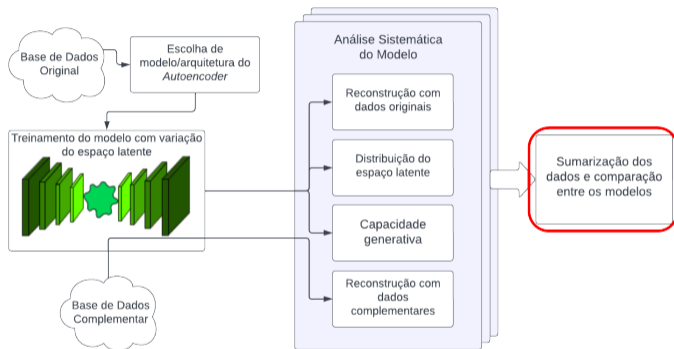 Base de Dados
Original
Escolha de
modelo/arquitetura do
Autoencoder
Treinamento do modelo com variação
do espaço latente
Base de Dados
Complementar
Análise Sistemática
do Modelo
Reconstrução com
dados originais
Distribuição do
espaço latente
Capacidade
generativa
Reconstrução com
dados
complementares
Sumarização dos
dados e comparação
entre os modelos